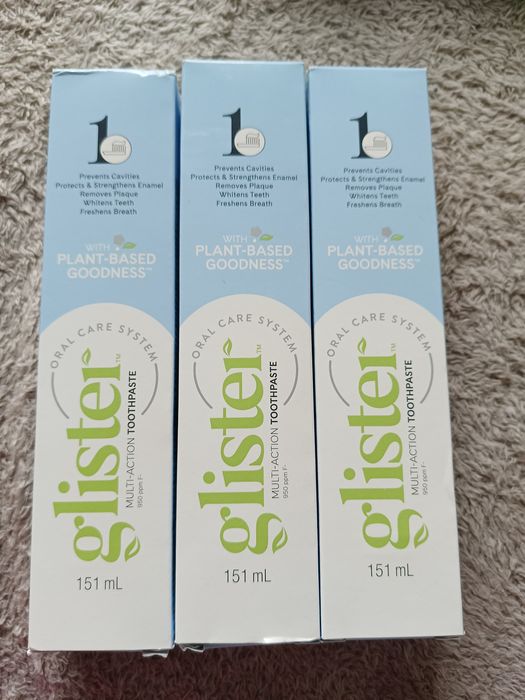 1
Prevents Cavities
Protects & Strengthens Enamel
Removes Plaque
Whitens Teeth
Freshens Breath
WITH
PLANT-BASED
GOODNESS™
ORAL CARE SYSTEM
glister™
MULTI-ACTION TOOTHPASTE
950 ppm F-
151 mL
1
Prevents Cavities
Protects & Strengthens Enamel
Removes Plaque
Whitens Teeth
Freshens Breath
WITH
PLANT-BASED
GOODNESS™
ORAL CARE SYSTEM
glister™
MULTI-ACTION TOOTHPASTE
950 ppm F-
151 mL
1
Prevents Cavities
Protects & Strengthens Enamel
Removes Plaque
Whitens Teeth
Freshens Breath
WITH
PLANT-BASED
GOODNESS™
ORAL CARE SYSTEM
glister™
MULTI-ACTION TOOTHPASTE
950 ppm F-
151 mL